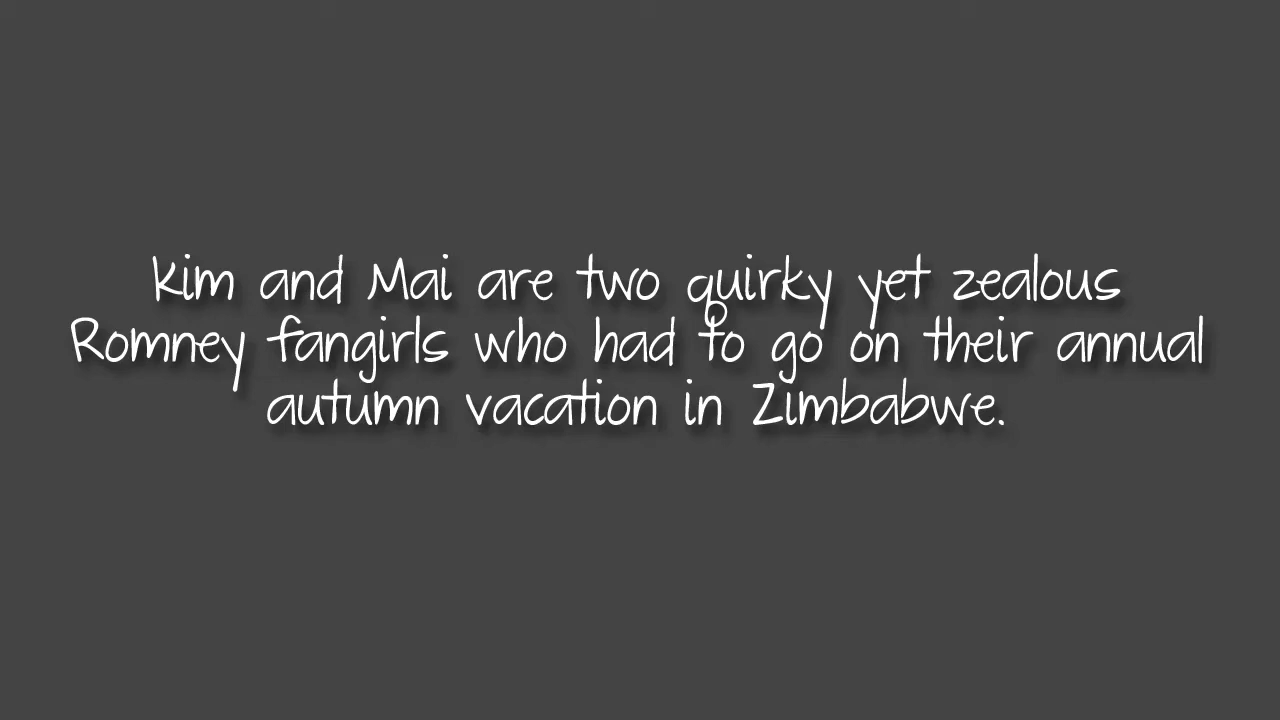 Kim and Mai are two quirky yet zealous
Romney fangirls who had to go on their annual
autumn vacation in Zimbabwe.